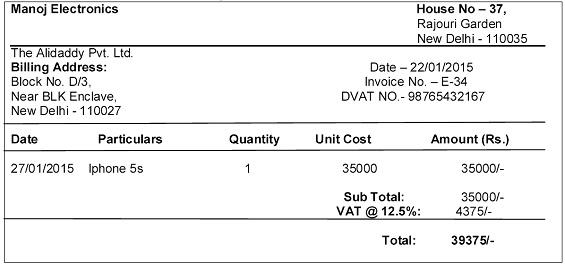 Manoj Electronics House No – 37,
Rajouri Garden
New Delhi - 110035
The Alidaddy Pvt. Ltd.
Billing Address: Date – 22/01/2015
Block No. D/3, Invoice No. – E-34
Near BLK Enclave, DVAT NO.- 98765432167
New Delhi - 110027
Date Particulars Quantity Unit Cost Amount (Rs.)
27/01/2015 Iphone 5s 1 35000 35000/-
Sub Total: 35000/-
VAT @ 12.5%: 4375/-
Total: 39375/-